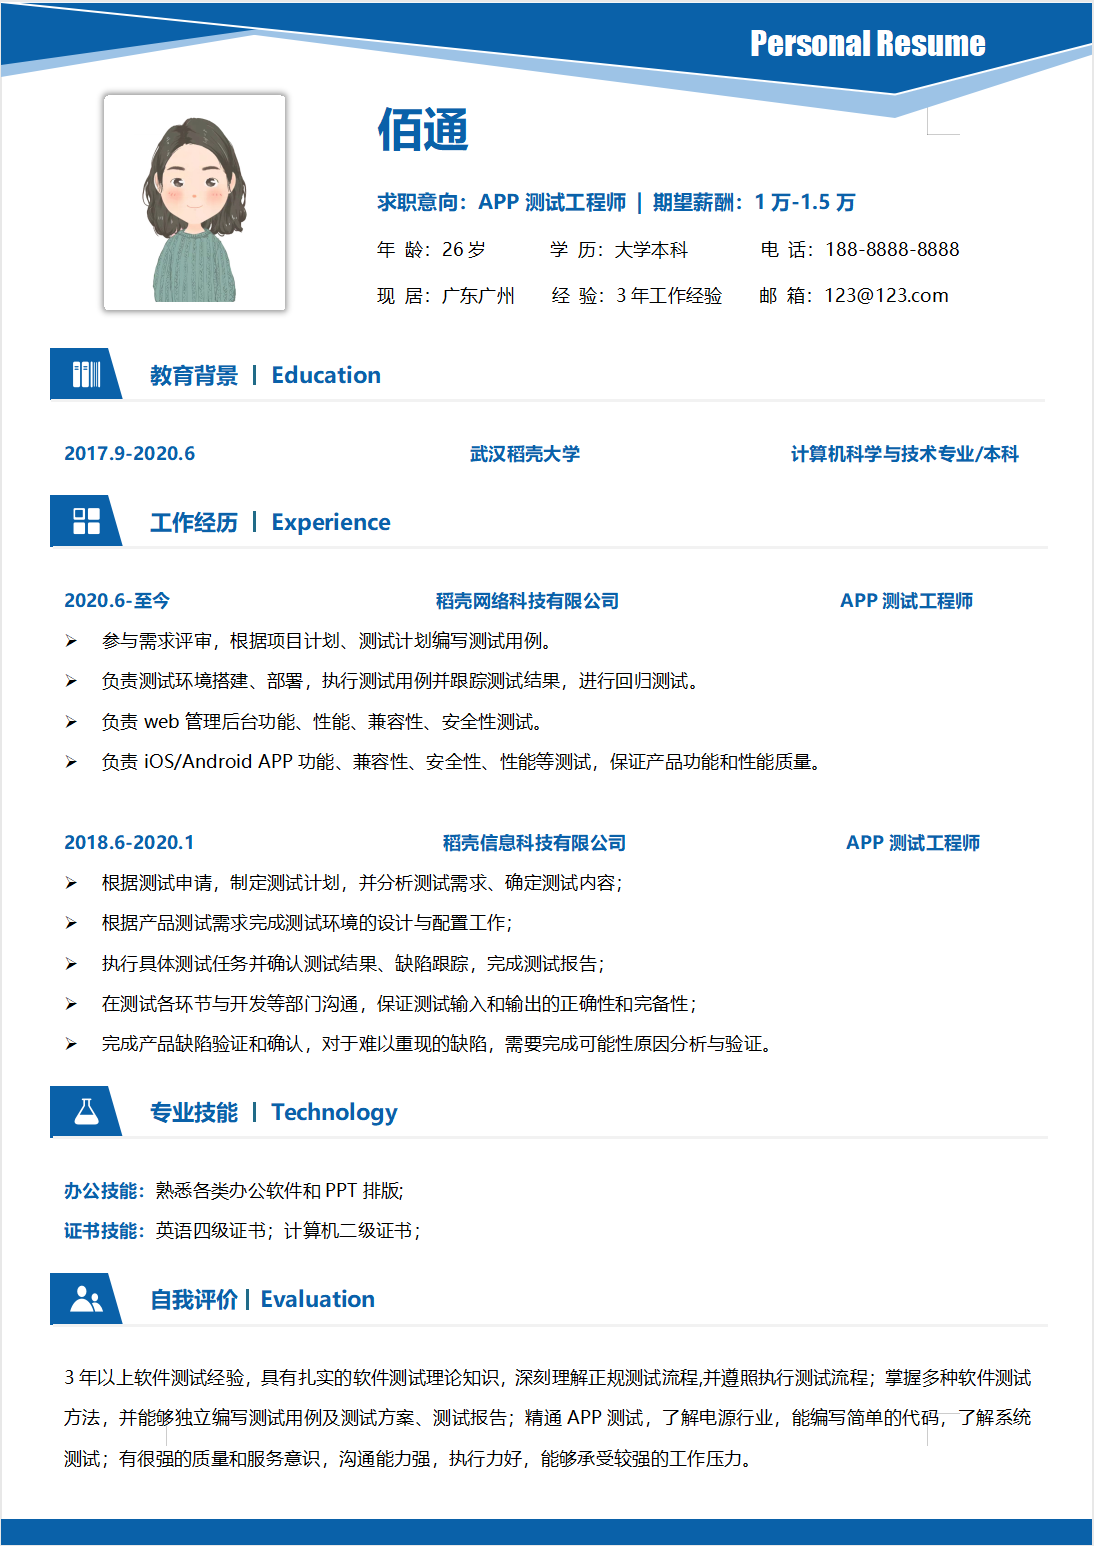 Personal Resume
佰通
求职意向：APP 测试工程师 | 期望薪酬：1 万-1.5 万
年 龄：26 岁 学 历：大学本科 电 话：188-8888-8888
现 居：广东广州 经 验：3 年工作经验 邮 箱：123@123.com
教育背景 | Education
2017.9-2020.6 武汉稻壳大学 计算机科学与技术专业/本科
工作经历 | Experience
2020.6-至今 稻壳网络科技有限公司 APP 测试工程师
➢ 参与需求评审，根据项目计划、测试计划编写测试用例。
➢ 负责测试环境搭建、部署，执行测试用例并跟踪测试结果，进行回归测试。
➢ 负责 web 管理后台功能、性能、兼容性、安全性测试。
➢ 负责 iOS/Android APP 功能、兼容性、安全性、性能等测试，保证产品功能和性能质量。
2018.6-2020.1 稻壳信息科技有限公司 APP 测试工程师
➢ 根据测试申请，制定测试计划，并分析测试需求、确定测试内容；
➢ 根据产品测试需求完成测试环境的设计与配置工作；
➢ 执行具体测试任务并确认测试结果、缺陷跟踪，完成测试报告；
➢ 在测试各环节与开发等部门沟通，保证测试输入和输出的正确性和完备性；
➢ 完成产品缺陷验证和确认，对于难以重现的缺陷，需要完成可能性原因分析与验证。
专业技能 | Technology
办公技能：熟悉各类办公软件和 PPT 排版;
证书技能：英语四级证书；计算机二级证书；
自我评价 | Evaluation
3 年以上软件测试经验，具有扎实的软件测试理论知识，深刻理解正规测试流程,并遵照执行测试流程；掌握多种软件测试
方法，并能够独立编写测试用例及测试方案、测试报告；精通 APP 测试，了解电源行业，能编写简单的代码，了解系统
测试；有很强的质量和服务意识，沟通能力强，执行力好，能够承受较强的工作压力。